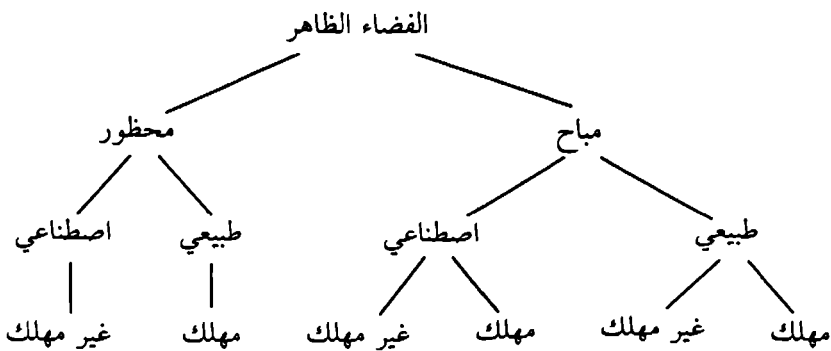 الفضاء الظاهر
مباح محظور
طبيعي اصطناعي طبيعي اصطناعي
مهلك غير مهلك مهلك غير مهلك مهلك غير مهلك